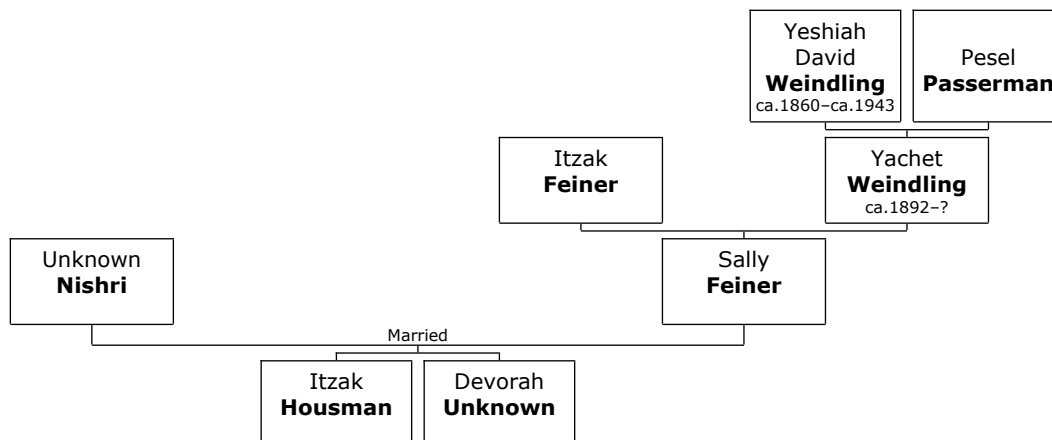 Yeshiah
David
Weindling
ca.1860–ca.1943
Pesel
Passerman
Itzak
Feiner
Yachet
Weindling
ca.1892–?
Unknown
Nishri
Sally
Feiner
Married
Itzak
Housman
Devorah
Unknown